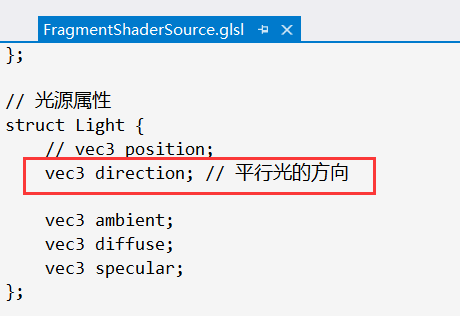 FragmentShaderSource.glsl
};
// 光源属性
struct Light {
// vec3 position;
vec3 direction; // 平行光的方向
vec3 ambient;
vec3 diffuse;
vec3 specular;
};